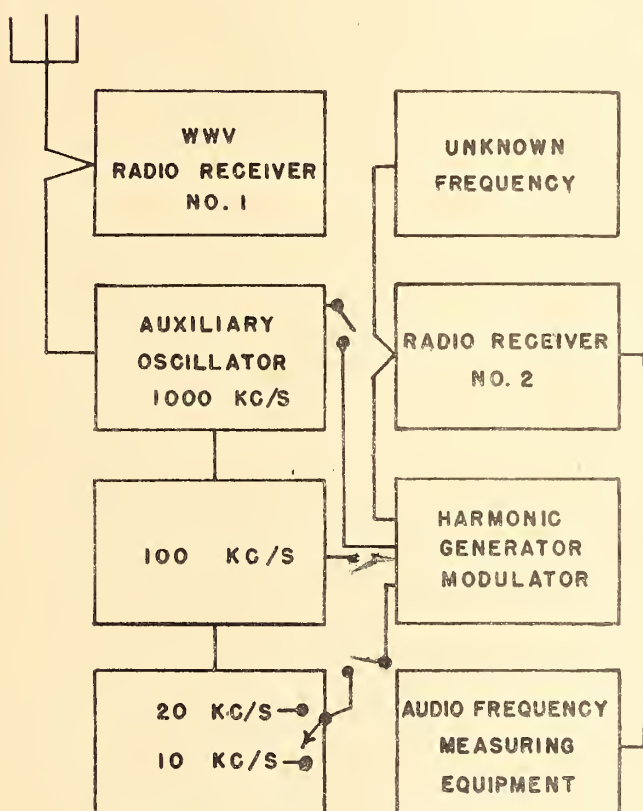 WWV
RADIO RECEIVER
NO. 1
UNKNOWN
FREQUENCY
AUXILIARY
OSCILLATOR
1000 KC/S
RADIO RECEIVER
NO. 2
100 KC/S
HARMONIC
GENERATOR
MODULATOR
20 KC/S
10 KC/S
AUDIO FREQUENCY
MEASURING
EQUIPMENT